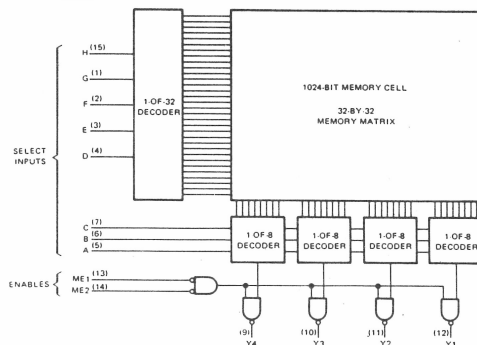 H (15)
G (1)
F (2)
E (3)
D (4)
SELECT
INPUTS
1-OF-32
DECODER
1024-BIT MEMORY CELL
32-BY-32
MEMORY MATRIX
C (7)
B (6)
A (5)
1 OF-8
DECODER
1-OF-8
DECODER
1 OF-8
DECODER
1-OF-8
DECODER
ENABLES
ME1 (13)
ME2 (14)
(9)
Y4
(10)
Y3
(11)
Y2
(12)
Y1